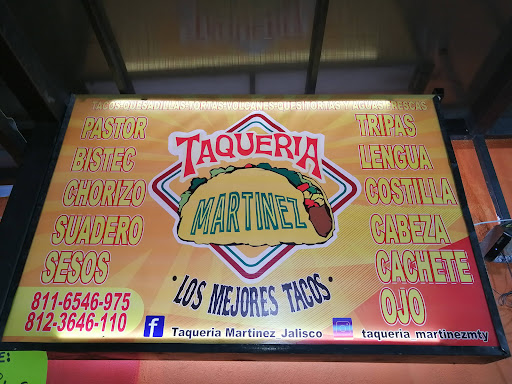 TACOS·QUESADILLAS·TORTAS·VOLCANES·QUESITORTAS Y AGUAS FRESCAS
PASTOR
BISTEC
CHORIZO
SUADERO
SESOS
TAQUERIA
MARTINEZ
·LOS MEJORES TACOS·
TRIPAS
LENGUA
COSTILLA
CABEZA
CACHETE
OJO
811-6546-975
812-3646-110
Taqueria Martinez Jalisco
taqueria_martinezmty